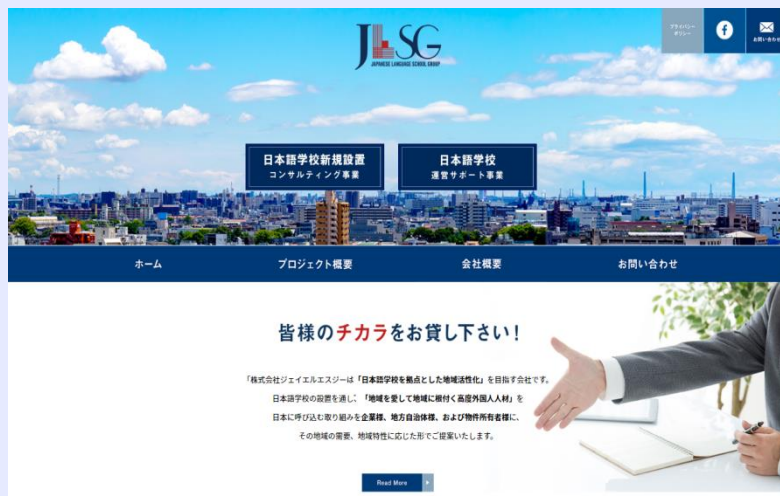 JLSG
JAPANESE LANGUAGE SCHOOL GROUP
プライバシー
ポリシー
f
お問い合わせ
日本語学校新規設置
コンサルティング事業
日本語学校
運営サポート事業
ホーム
プロジェクト概要
会社概要
お問い合わせ
皆様のチカラをお貸し下さい!
「株式会社ジェイエルエスジーは「日本語学校を拠点とした地域活性化」を目指す会社です。
日本語学校の設置を通し、「地域を愛して地域に根付く高度外国人人材」を
日本に呼び込む取り組みを企業様、地方自治体様、および物件所有者様に、
その地域の需要、地域特性に応じた形でご提案いたします。
Read More